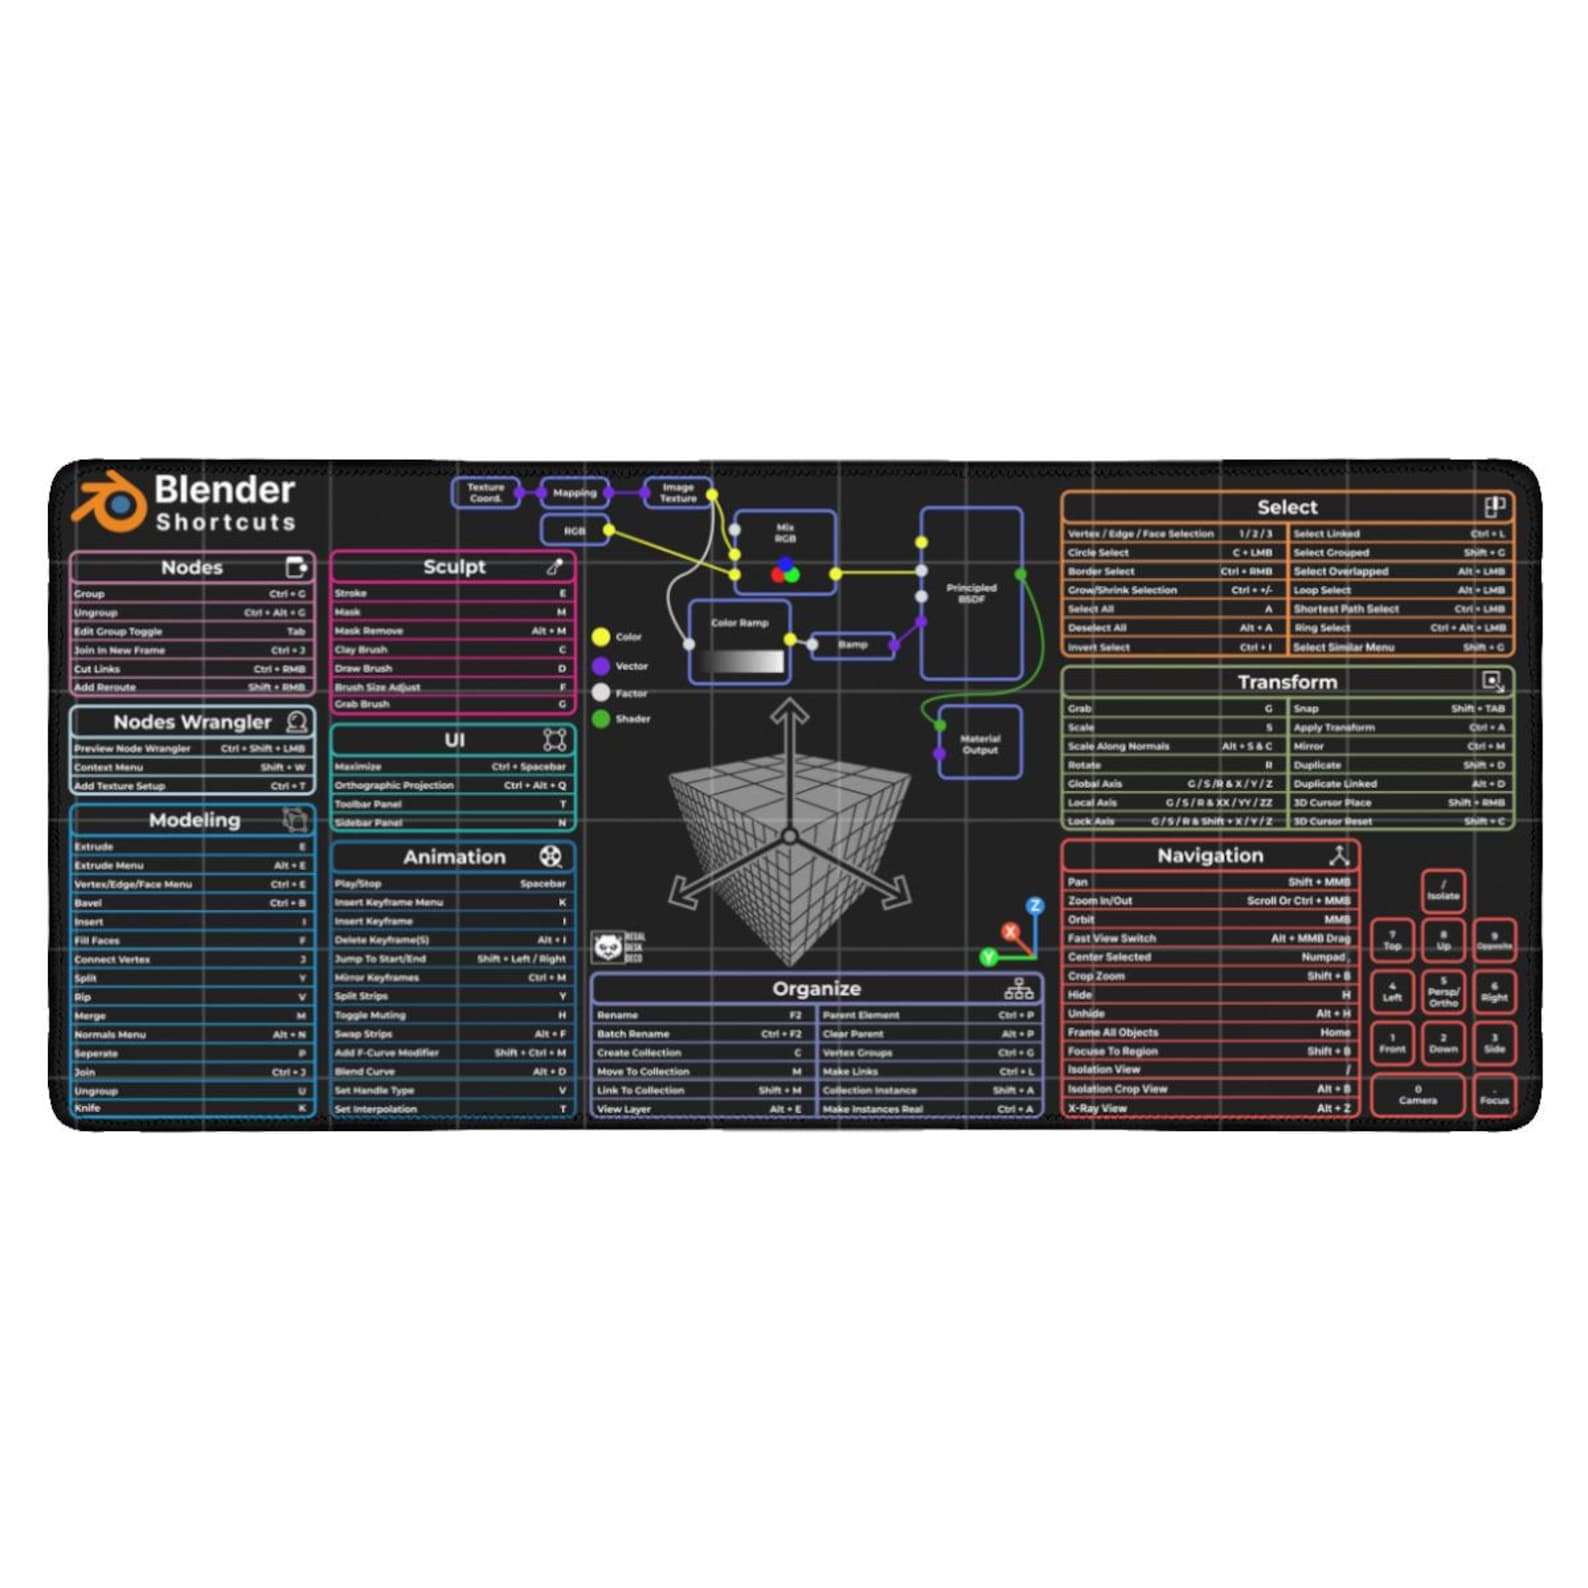 Blender
Shortcuts
Texture
Coord.
Mapping
Image
Texture
RGB
Mix
RGB
Color Ramp
Bamp
Principled
BSDF
Material
Output
Color
Vector
Factor
Shader
Nodes
Group Ctrl + G
Ungroup Ctrl + Alt + G
Edit Group Toggle Tab
Join In New Frame Ctrl + J
Cut Links Ctrl + RMB
Add Reroute Shift + RMB
Nodes Wrangler
Preview Node Wrangler Ctrl + Shift + LMB
Context Menu Shift + W
Add Texture Setup Ctrl + T
Modeling
Extrude E
Extrude Menu Alt + E
Vertex/Edge/Face Menu Ctrl + E
Bavel Ctrl + B
Insert I
Fill Faces F
Connect Vertex J
Split Y
Rip V
Merge M
Normals Menu Alt + N
Seperate P
Join Ctrl + J
Ungroup U
Knife K
Sculpt
Stroke E
Mask M
Mask Remove Alt + M
Clay Brush C
Draw Brush D
Brush Size Adjust F
Grab Brush G
UI
Maximize Ctrl + Spacebar
Orthographic Projection Ctrl + Alt + Q
Toolbar Panel T
Sidebar Panel N
Animation
Play/Stop Spacebar
Insert Keyframe Menu K
Insert Keyframe I
Delete Keyframe(S) Alt + I
Jump To Start/End Shift + Left / Right
Mirror Keyframes Ctrl + M
Split Strips Y
Toggle Muting H
Swap Strips Alt + F
Add F-Curve Modifier Shift + Ctrl + M
Blend Curve Alt + D
Set Handle Type V
Set Interpolation T
REGAL
DESK
DECO
Z
X
Y
Organize
Rename F2 Parent Element Ctrl + P
Batch Rename Ctrl + F2 Clear Parent Alt + P
Create Collection C Vertex Groups Ctrl + G
Move To Collection M Make Links Ctrl + L
Link To Collection Shift + M Collection Instance Shift + A
View Layer Alt + E Make Instances Real Ctrl + A
Select
Vertex / Edge / Face Selection 1 / 2 / 3 Select Linked Ctrl + L
Circle Select C + LMB Select Grouped Shift + G
Border Select Ctrl + RMB Select Overlapped Alt + LMB
Grow/Shrink Selection Ctrl + +/- Loop Select Alt + LMB
Select All A Shortest Path Select Ctrl + LMB
Deselect All Alt + A Ring Select Ctrl + Alt + LMB
Invert Select Ctrl + I Select Similar Menu Shift + G
Transform
Grab G Snap Shift + TAB
Scale S Apply Transform Ctrl + A
Scale Along Normals Alt + S & C Mirror Ctrl + M
Rotate R Duplicate Shift + D
Global Axis G / S /R & X / Y / Z Duplicate Linked Alt + D
Local Axis G / S / R & XX / YY / ZZ 3D Cursor Place Shift + RMB
Lock Axis G / S / R & Shift + X / Y / Z 3D Cursor Reset Shift + C
Navigation
Pan Shift + MMB
Zoom In/Out Scroll Or Ctrl + MMB
Orbit MMB
Fast View Switch Alt + MMB Drag
Center Selected Numpad .
Crop Zoom Shift + B
Hide H
Unhide Alt + H
Frame All Objects Home
Focuse To Region Shift + B
Isolation View /
Isolation Crop View Alt + B
X-Ray View Alt + Z
/
Isolate
7
Top
8
Up
9
Opposite
4
Left
5
Persp/
Ortho
6
Right
1
Front
2
Down
3
Side
0
Camera
.
Focus